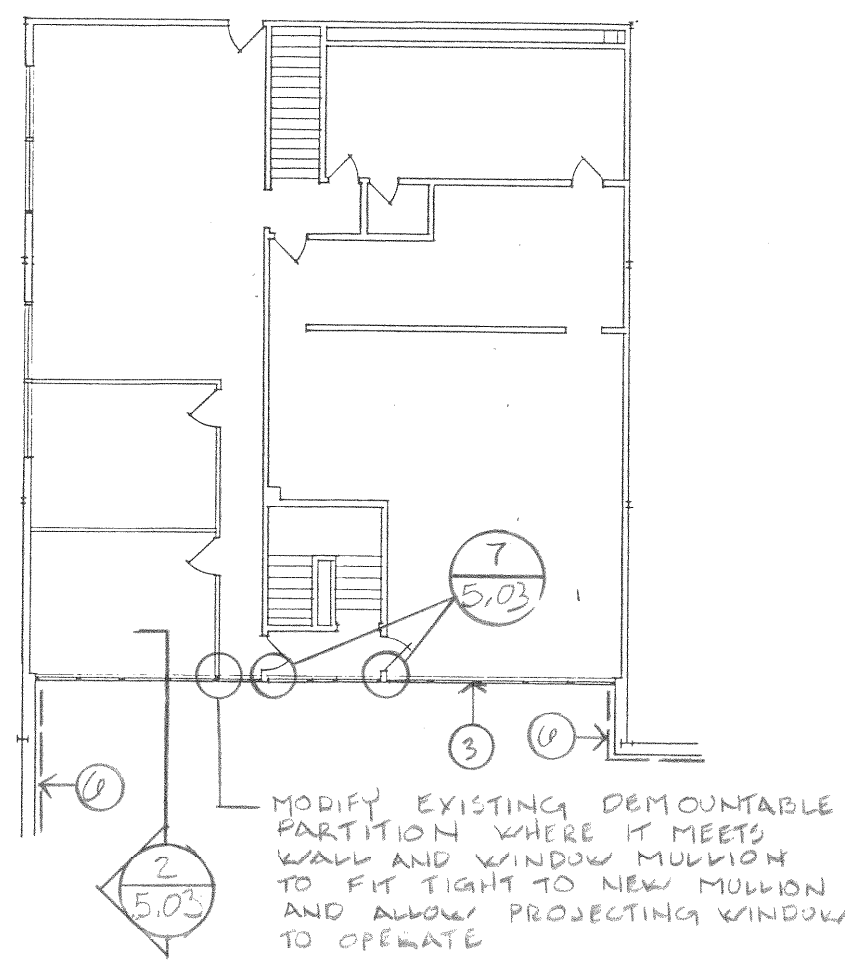 7
5.03
3
6
6
MODIFY EXISTING DEMOUNTABLE
PARTITION WHERE IT MEETS
WALL AND WINDOW MULLION
TO FIT TIGHT TO NEW MULLION
AND ALLOW PROJECTING WINDOW
TO OPERATE
2
5.03